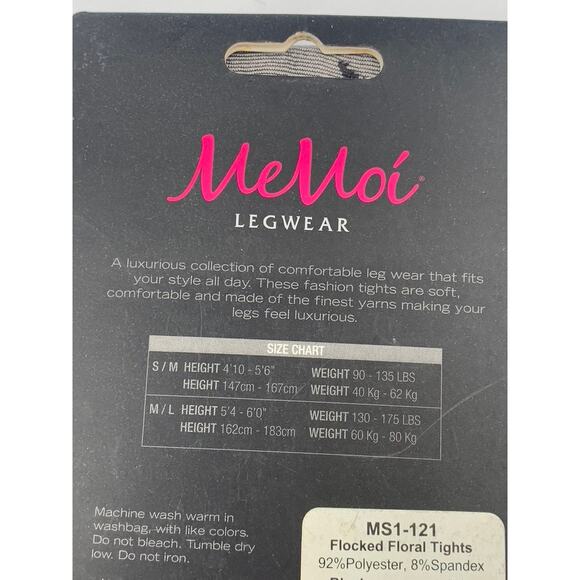 MeMoi®
LEGWEAR
A luxurious collection of comfortable leg wear that fits
your style all day. These fashion tights are soft,
comfortable and made of the finest yarns making your
legs feel luxurious.
SIZE CHART
S / M HEIGHT 4'10 - 5'6" WEIGHT 90 - 135 LBS
HEIGHT 147cm - 167cm WEIGHT 40 Kg - 62 Kg
M / L HEIGHT 5'4 - 6'0" WEIGHT 130 - 175 LBS
HEIGHT 162cm - 183cm WEIGHT 60 Kg - 80 Kg
Machine wash warm in
washbag, with like colors.
Do not bleach. Tumble dry
low. Do not iron.
MS1-121
Flocked Floral Tights
92%Polyester, 8%Spandex